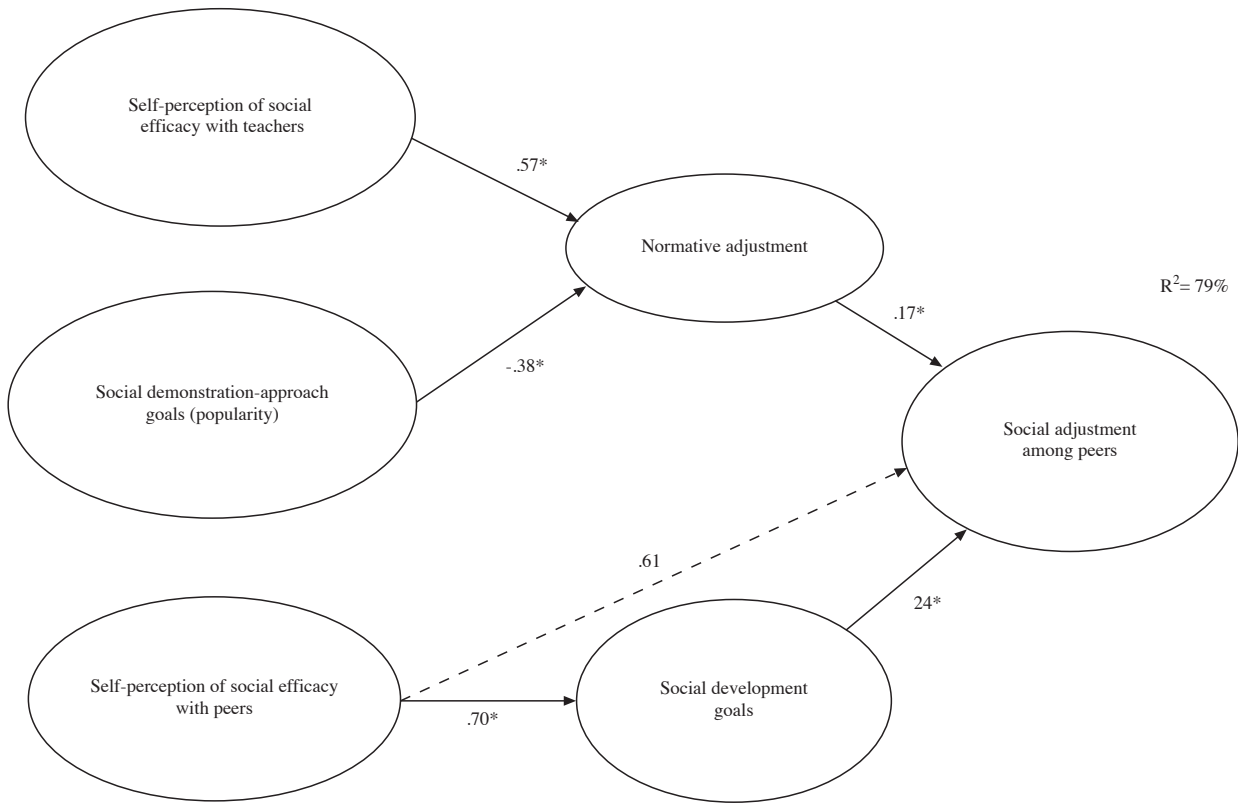 Self-perception of social
efficacy with teachers
.57*
Normative adjustment
R²= 79%
.17*
-.38*
Social demonstration-approach
goals (popularity)
Social adjustment
among peers
.61
24*
Self-perception of social efficacy
with peers
.70*
Social development
goals